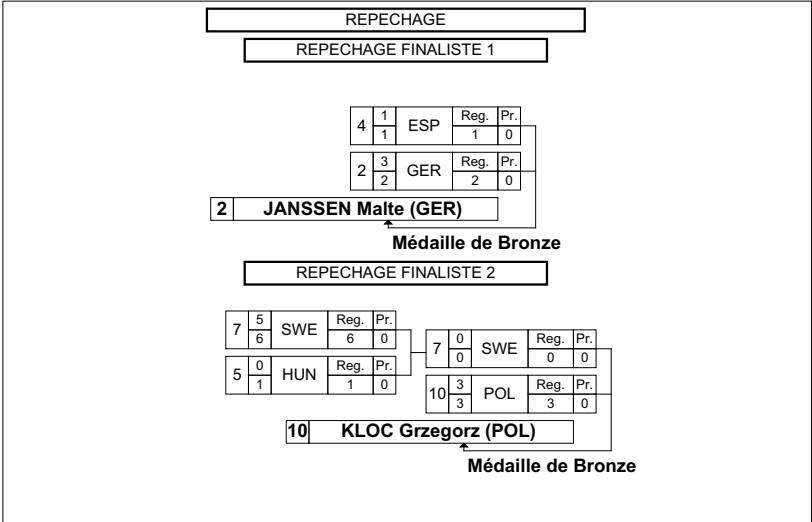 REPECHAGE
REPECHAGE FINALISTE 1
4 1 1 ESP Reg. 1 Pr. 0
2 3 2 GER Reg. 2 Pr. 0
2 JANSSEN Malte (GER)
Médaille de Bronze
REPECHAGE FINALISTE 2
7 5 6 SWE Reg. 6 Pr. 0
5 0 1 HUN Reg. 1 Pr. 0
7 0 0 SWE Reg. 0 Pr. 0
10 3 3 POL Reg. 3 Pr. 0
10 KLOC Grzegorz (POL)
Médaille de Bronze